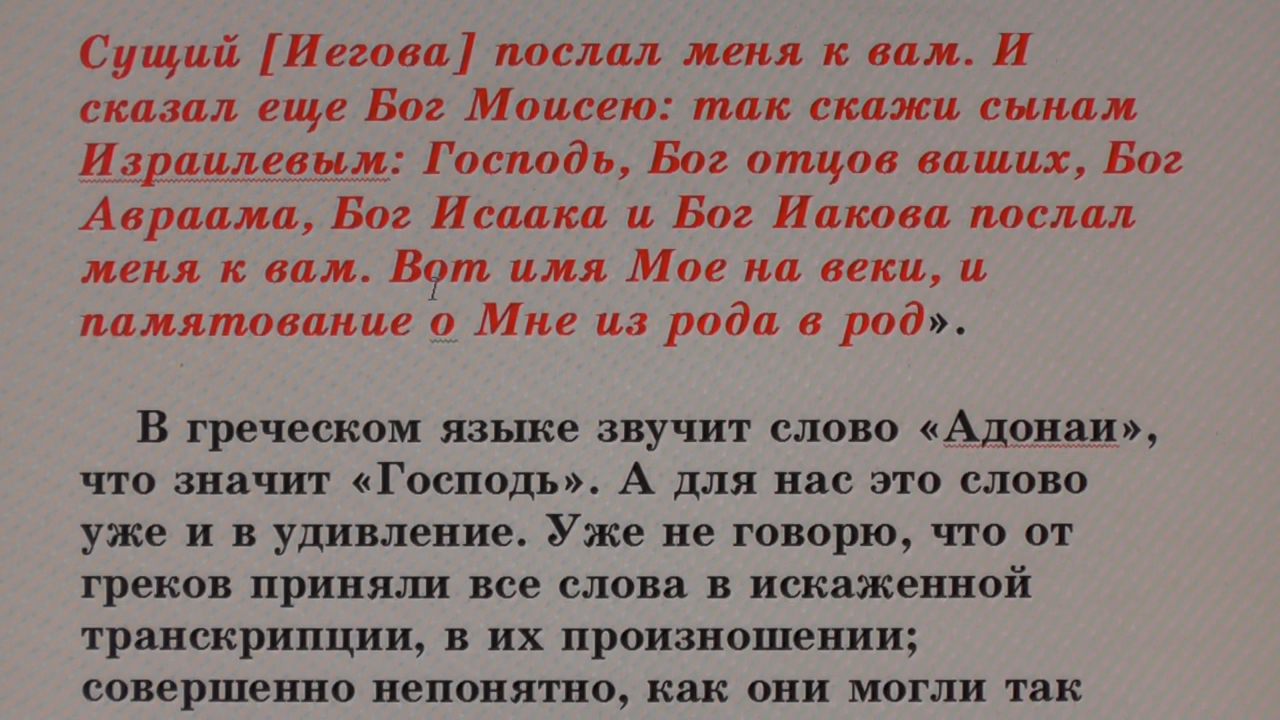 Сущий [Иегова] послал меня к вам. И
сказал еще Бог Моисею: так скажи сынам
Израилевым: Господь, Бог отцов ваших, Бог
Авраама, Бог Исаака и Бог Иакова послал
меня к вам. Вот имя Мое на веки, и
памятование о Мне из рода в род».
В греческом языке звучит слово «Адонаи»,
что значит «Господь». А для нас это слово
уже и в удивление. Уже не говорю, что от
греков приняли все слова в искаженной
транскрипции, в их произношении;
совершенно непонятно, как они могли так